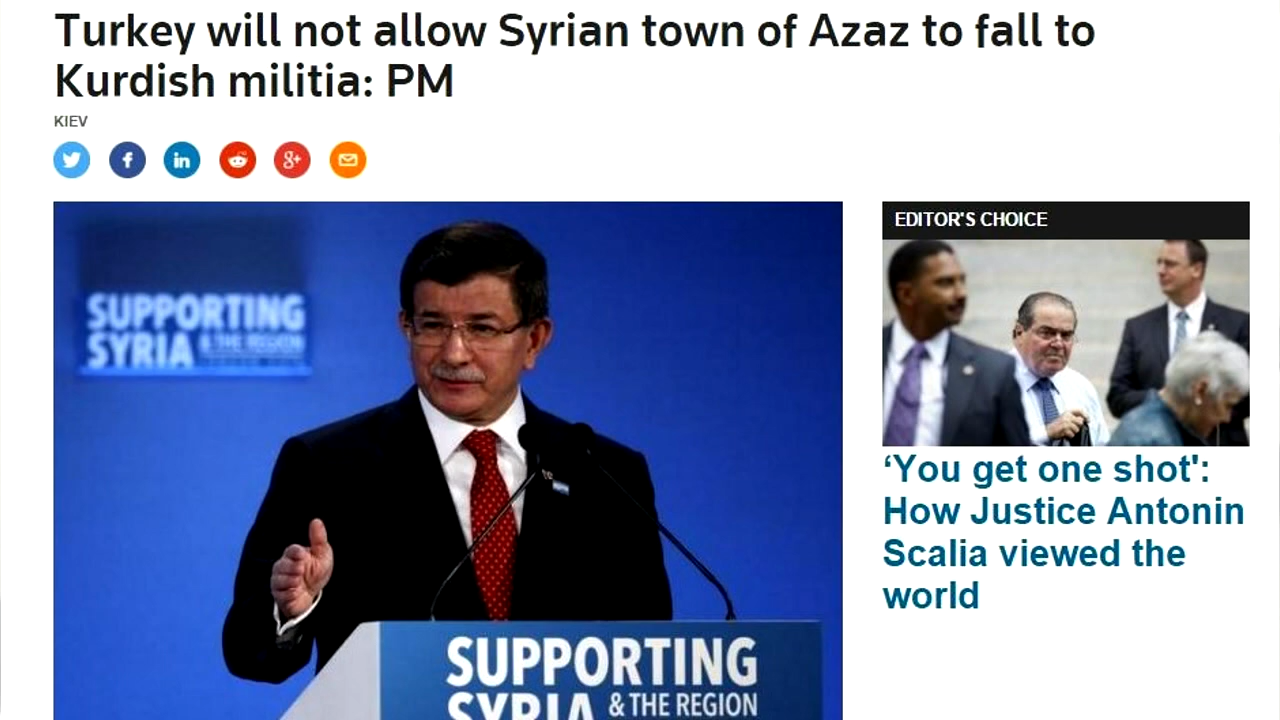 Turkey will not allow Syrian town of Azaz to fall to
Kurdish militia: PM
KIEV
SUPPORTING
SYRIA & THE REGION
SUPPORTING
SYRIA & THE REGION
EDITOR'S CHOICE
‘You get one shot':
How Justice Antonin
Scalia viewed the
world